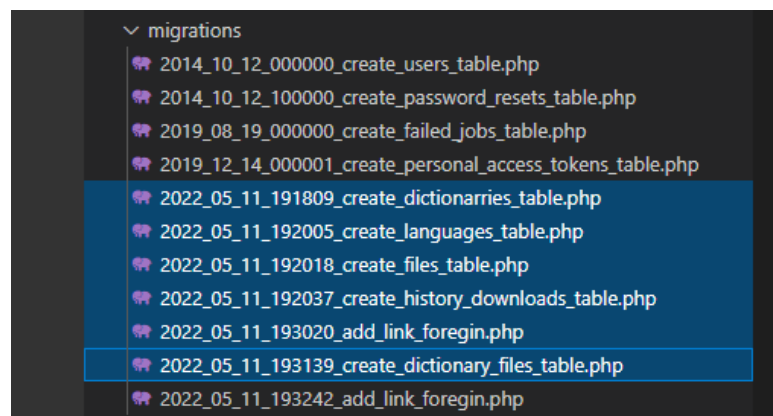 migrations
2014_10_12_000000_create_users_table.php
2014_10_12_100000_create_password_resets_table.php
2019_08_19_000000_create_failed_jobs_table.php
2019_12_14_000001_create_personal_access_tokens_table.php
2022_05_11_191809_create_dictionarries_table.php
2022_05_11_192005_create_languages_table.php
2022_05_11_192018_create_files_table.php
2022_05_11_192037_create_history_downloads_table.php
2022_05_11_193020_add_link_foregin.php
2022_05_11_193139_create_dictionary_files_table.php
2022_05_11_193242_add_link_foregin.php